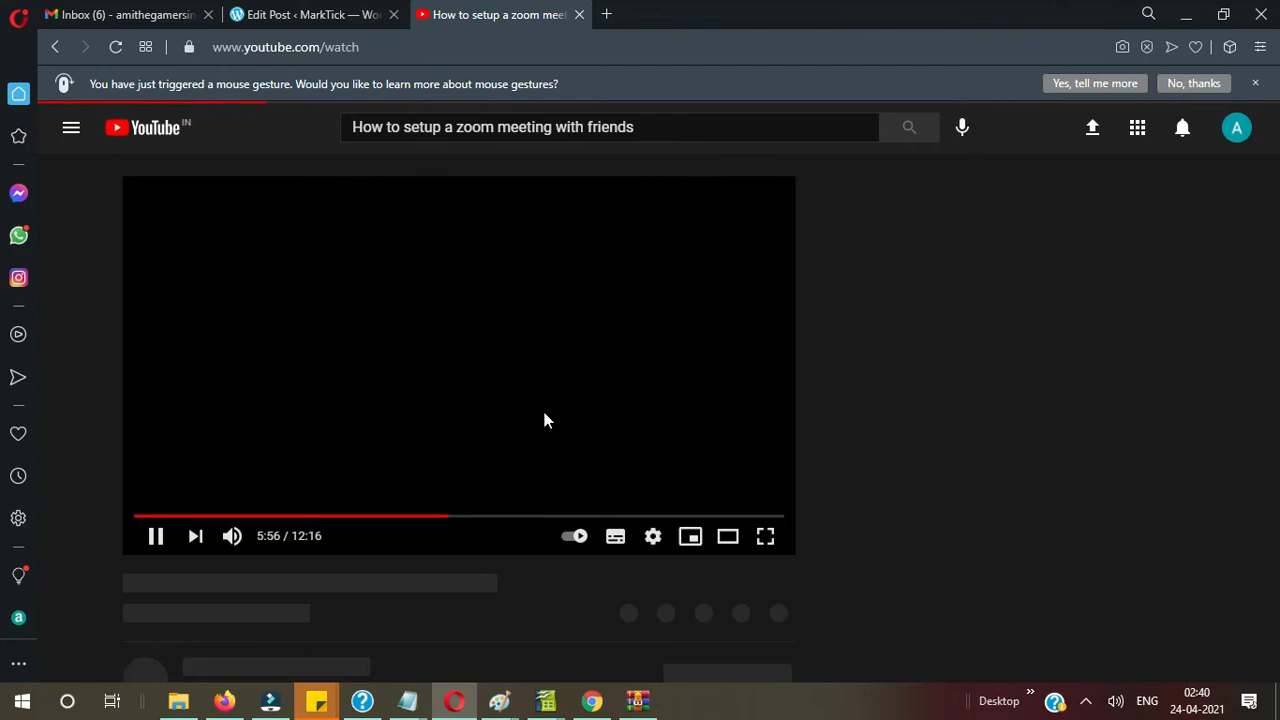 Inbox (6) - amithegamersin
Edit Post ‹ MarkTick — Wor
How to setup a zoom meet
www.youtube.com/watch
You have just triggered a mouse gesture. Would you like to learn more about mouse gestures?
Yes, tell me more
No, thanks
YouTube IN
How to setup a zoom meeting with friends
A
5:56 / 12:16
a
Desktop
ENG
02:40
24-04-2021